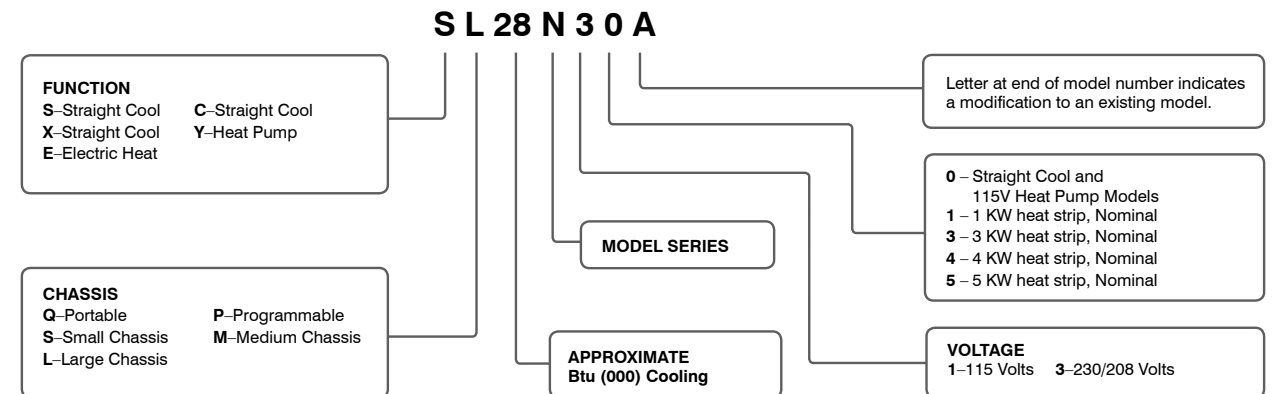 S L 28 N 3 0 A
FUNCTION
S–Straight Cool C–Straight Cool
X–Straight Cool Y–Heat Pump
E–Electric Heat
CHASSIS
Q–Portable P–Programmable
S–Small Chassis M–Medium Chassis
L–Large Chassis
MODEL SERIES
APPROXIMATE
Btu (000) Cooling
Letter at end of model number indicates
a modification to an existing model.
0 – Straight Cool and
115V Heat Pump Models
1 – 1 KW heat strip, Nominal
3 – 3 KW heat strip, Nominal
4 – 4 KW heat strip, Nominal
5 – 5 KW heat strip, Nominal
VOLTAGE
1–115 Volts 3–230/208 Volts